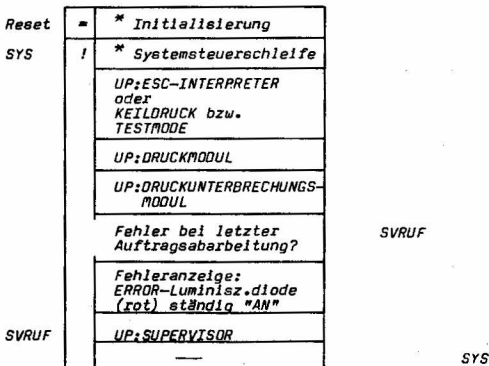 Reset = * Initialisierung
SYS ! * Systemsteuerschleife
UP:ESC-INTERPRETER
oder
KEILDRUCK bzw.
TESTMODE
UP:DRUCKMODUL
UP:DRUCKUNTERBRECHUNGS-
MODUL
Fehler bei letzter SVRUF
Auftragsabarbeitung?
Fehleranzeige:
ERROR-Luminisz.diode
(rot) ständig "AN"
SVRUF UP:SUPERVISOR
— SYS